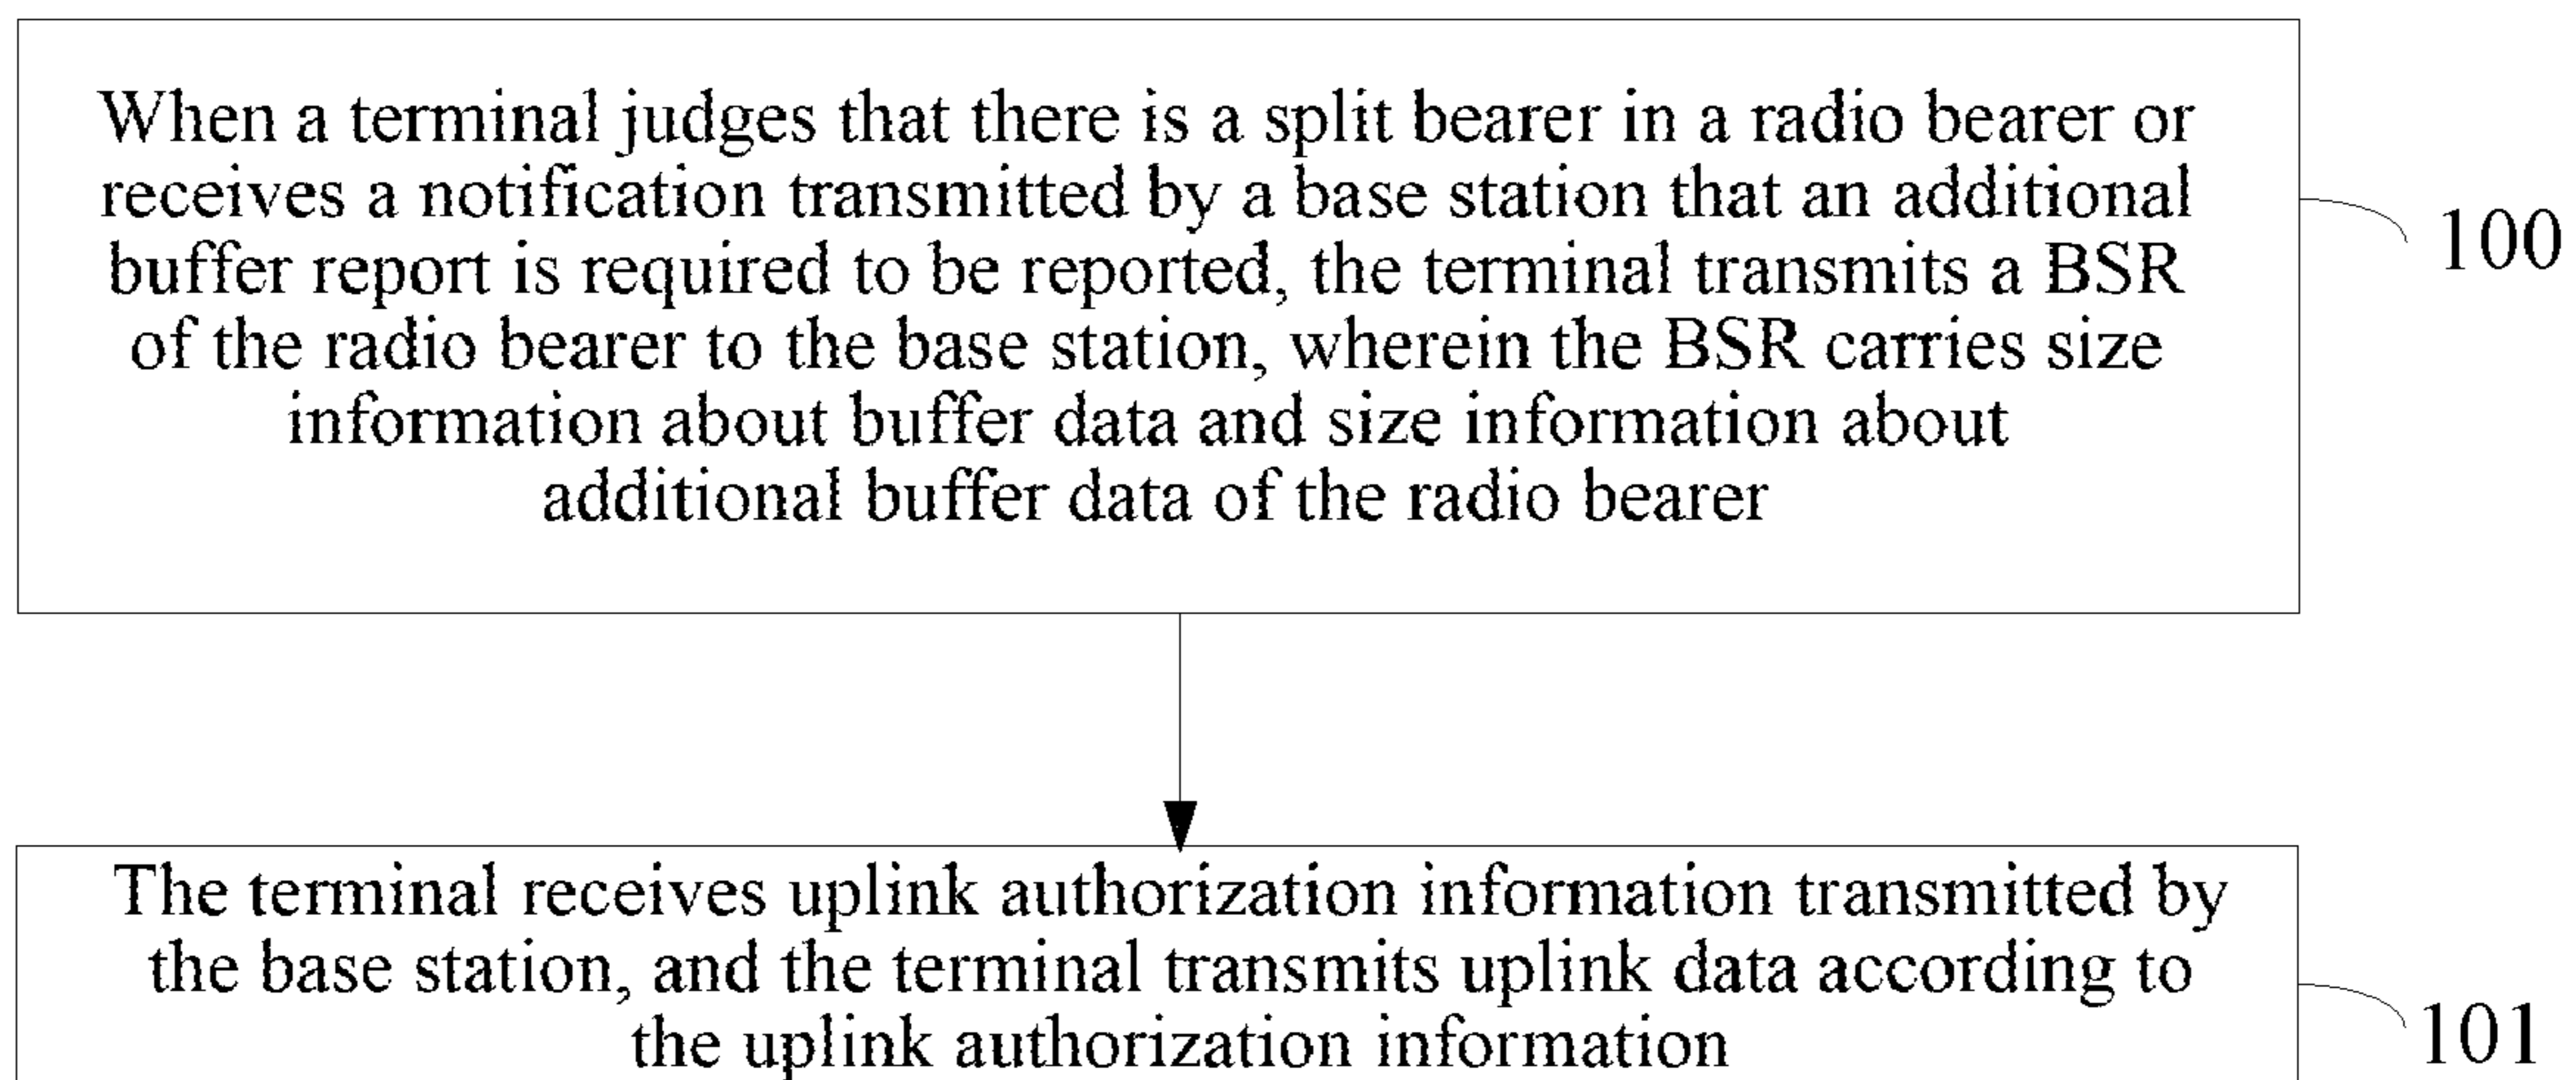 When a terminal judges that there is a split bearer in a radio bearer or
receives a notification transmitted by a base station that an additional
buffer report is required to be reported, the terminal transmits a BSR
of the radio bearer to the base station, wherein the BSR carries size
information about buffer data and size information about
additional buffer data of the radio bearer
100
The terminal receives uplink authorization information transmitted by
the base station, and the terminal transmits uplink data according to
the uplink authorization information
101